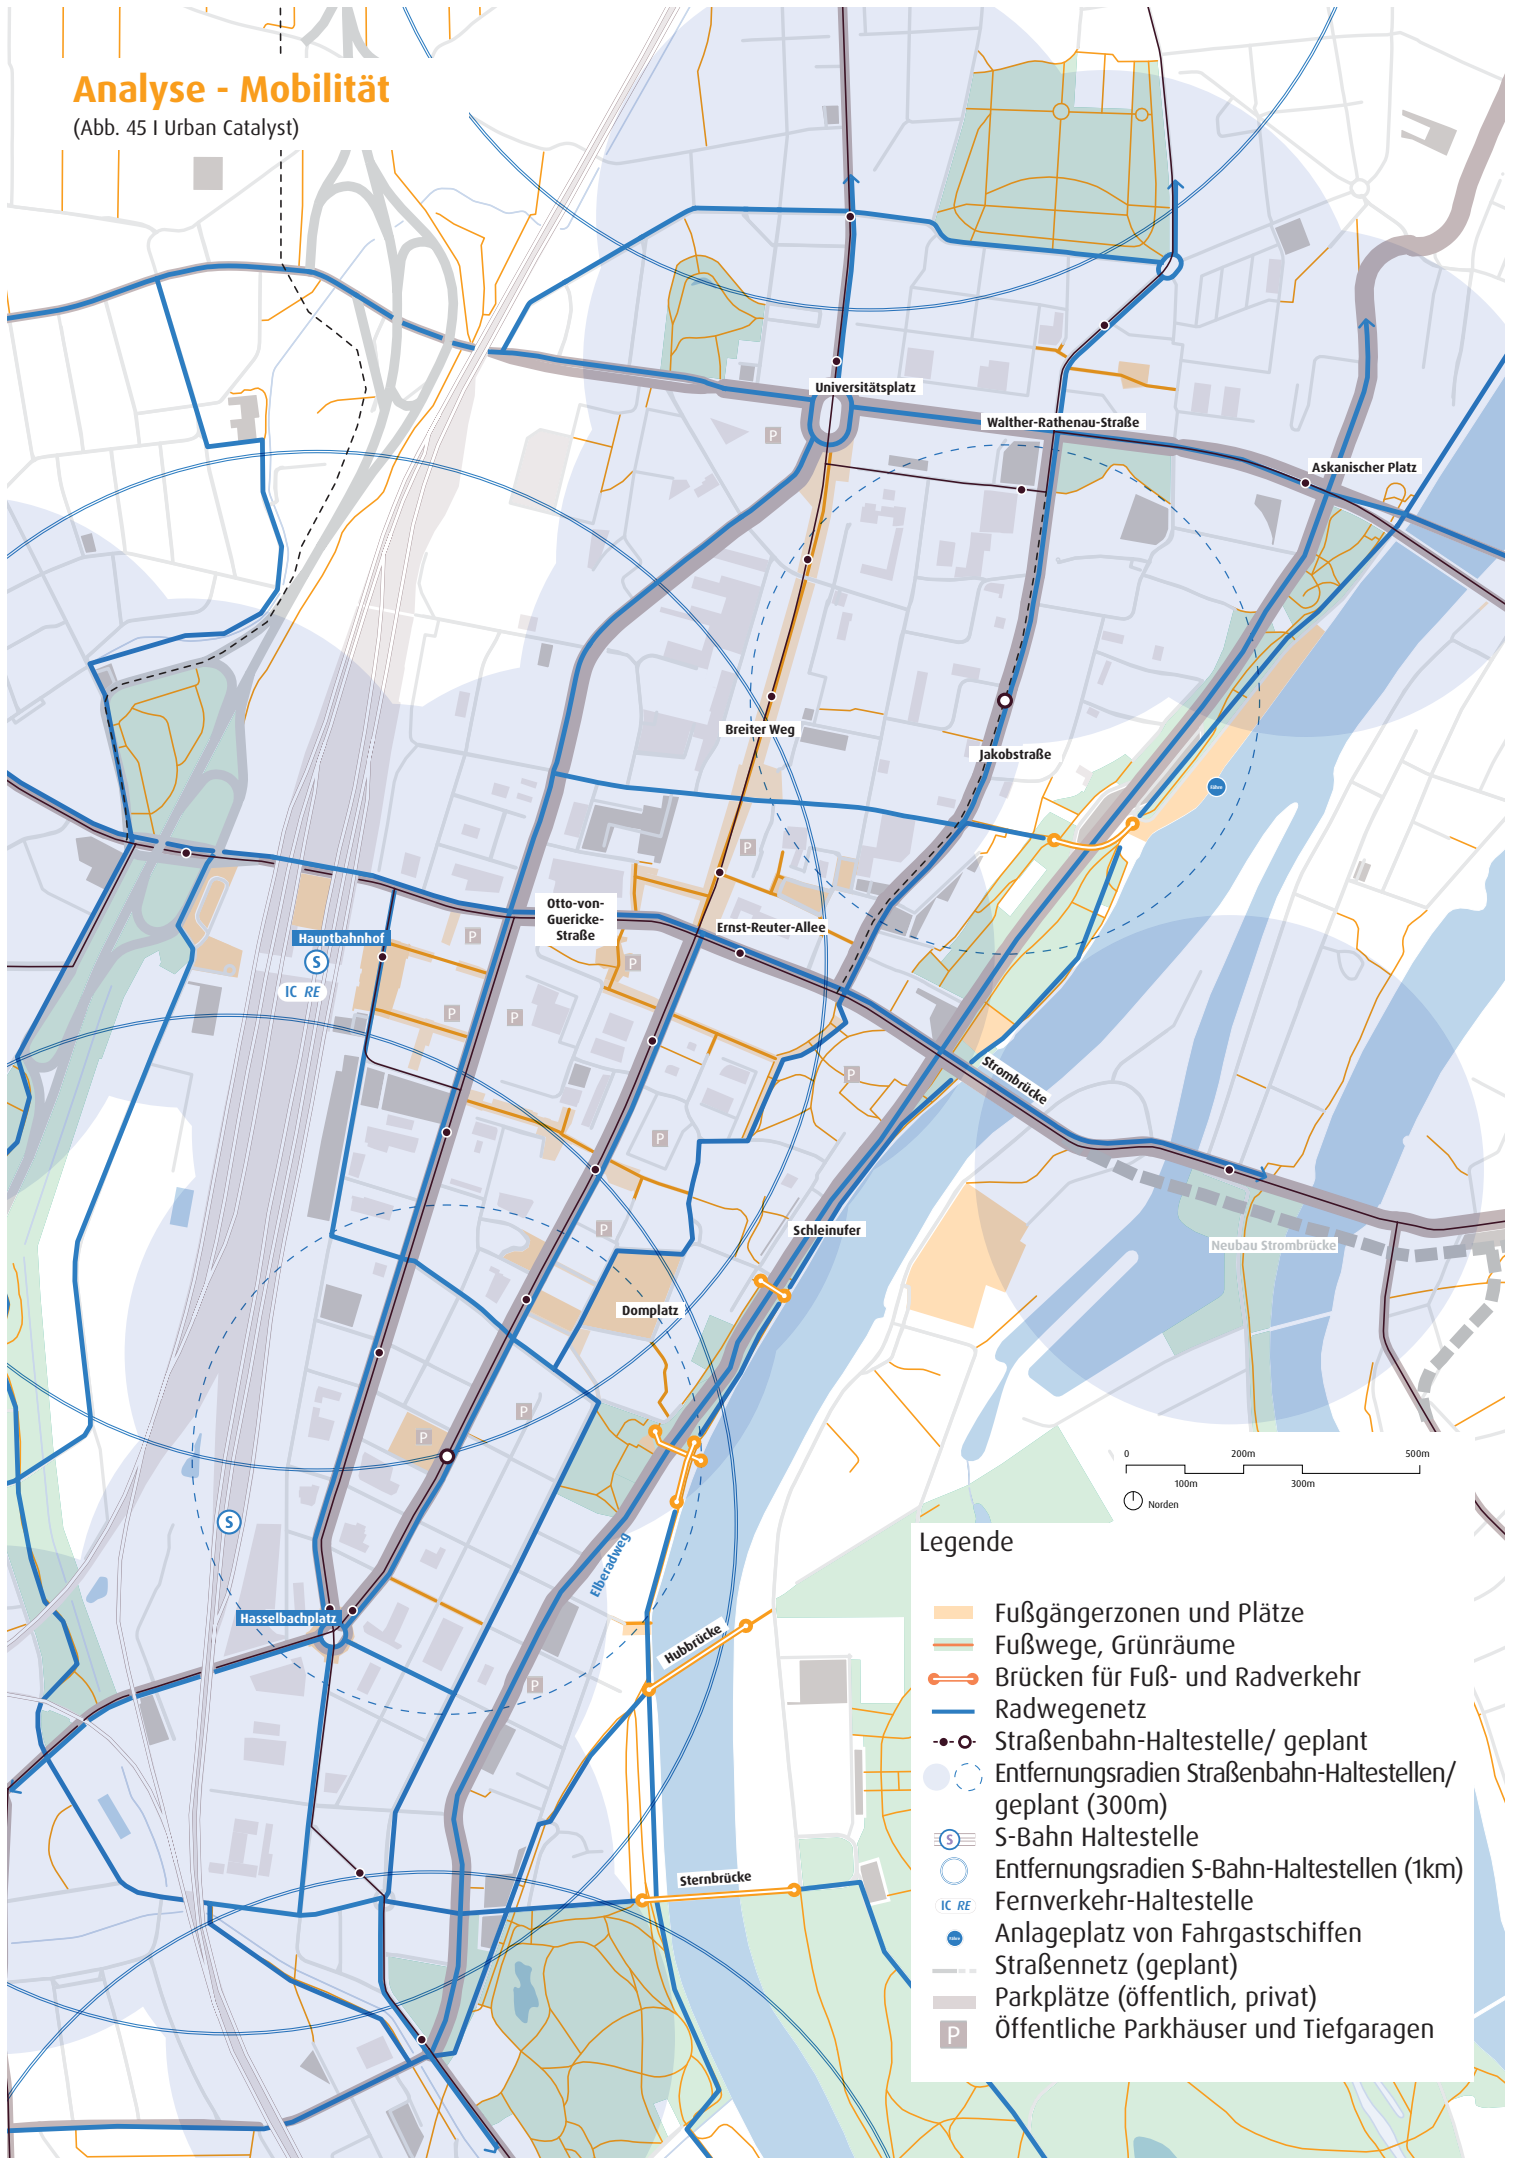 Analyse - Mobilität
(Abb. 45 I Urban Catalyst)
Universitätsplatz
Walther-Rathenau-Straße
P
Askanischer Platz
Breiter Weg
Jakobstraße
Fähre
P
Otto-von-
Guericke-
Straße
Ernst-Reuter-Allee
Hauptbahnhof
P
S
P
IC RE
P
P
Strombrücke
P
P
Schleinufer
P
Neubau Strombrücke
Domplatz
P
P
0
200m
500m
100m
300m
Norden
S
Elberadweg
Hasselbachplatz
Hubbrücke
P
Sternbrücke
Legende
Fußgängerzonen und Plätze
Fußwege, Grünräume
Brücken für Fuß- und Radverkehr
Radwegenetz
Straßenbahn-Haltestelle/ geplant
Entfernungsradien Straßenbahn-Haltestellen/
geplant (300m)
S S-Bahn Haltestelle
Entfernungsradien S-Bahn-Haltestellen (1km)
IC RE Fernverkehr-Haltestelle
Fähre Anlageplatz von Fahrgastschiffen
Straßennetz (geplant)
Parkplätze (öffentlich, privat)
P Öffentliche Parkhäuser und Tiefgaragen